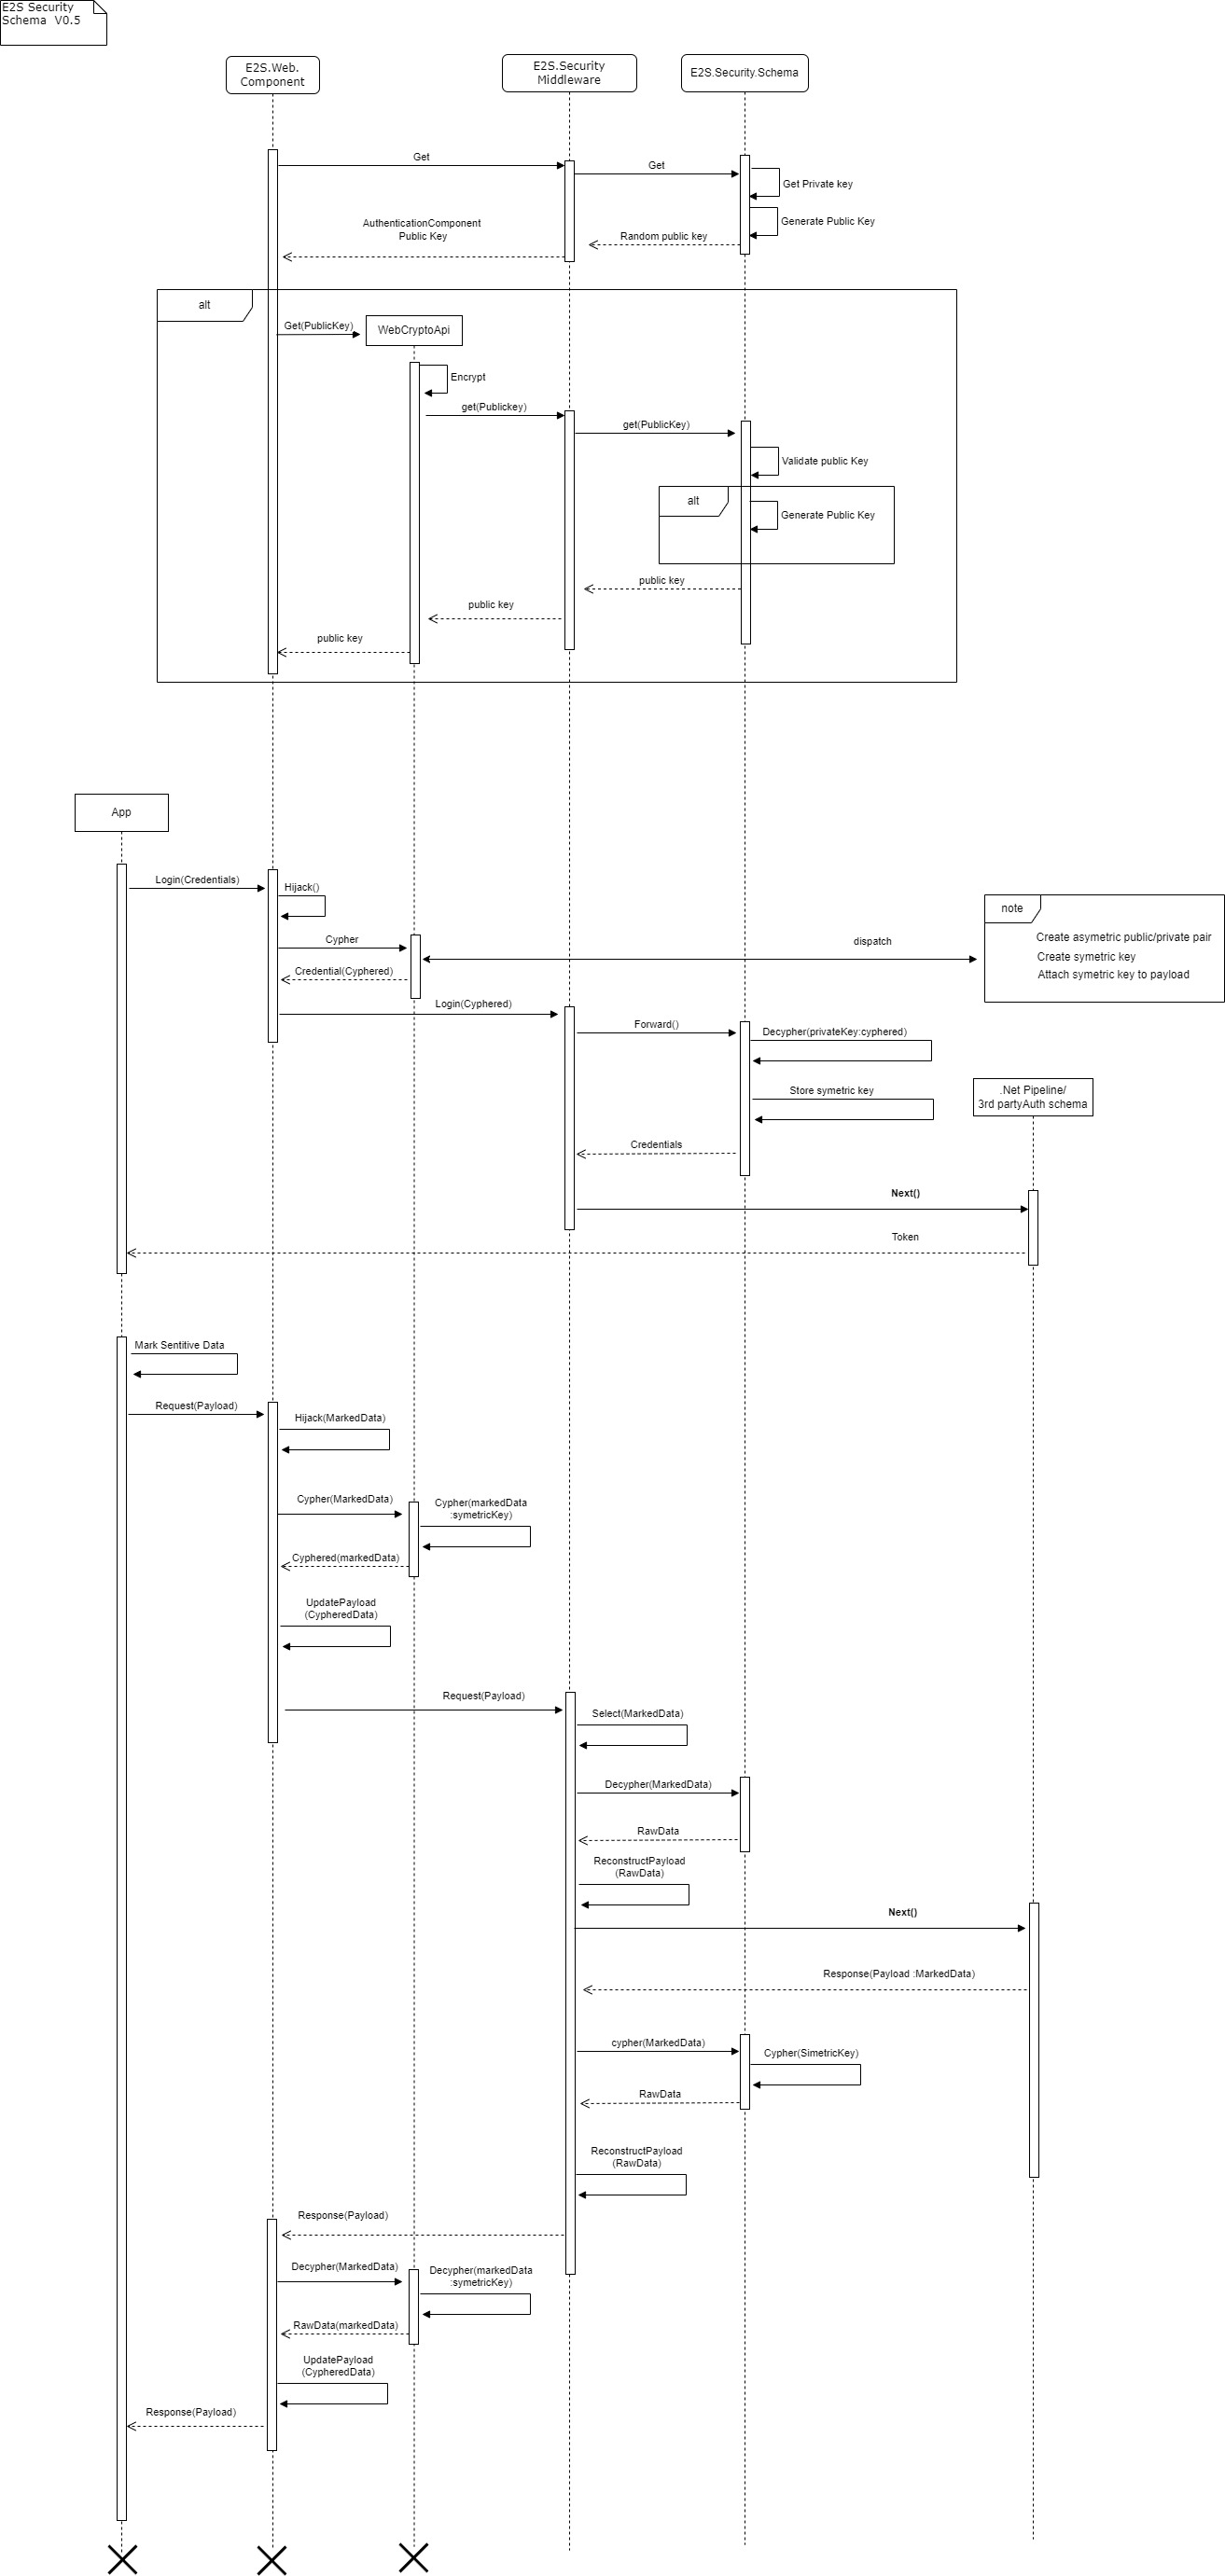 E2S Security
Schema  V0.5
E2S.Web.
Component
E2S.Security
Middleware
E2S.Security.Schema
Get
Get
Get Private key
Generate Public Key
AuthenticationComponent
Public Key
Random public key
alt
Get(PublicKey)
WebCryptoApi
Encrypt
get(Publickey)
get(PublicKey)
Validate public Key
alt
Generate Public Key
public key
public key
public key
App
Login(Credentials)
Hijack()
note
Cypher
dispatch
Create asymetric public/private pair
Create symetric key
Attach symetric key to payload
Credential(Cyphered)
Login(Cyphered)
Forward()
Decypher(privateKey:cyphered)
Store symetric key
.Net Pipeline/
3rd partyAuth schema
Credentials
Next()
Token
Mark Sentitive Data
Request(Payload)
Hijack(MarkedData)
Cypher(MarkedData)
Cypher(markedData
:symetricKey)
Cyphered(markedData)
UpdatePayload
(CypheredData)
Request(Payload)
Select(MarkedData)
Decypher(MarkedData)
RawData
ReconstructPayload
(RawData)
Next()
Response(Payload :MarkedData)
cypher(MarkedData)
Cypher(SimetricKey)
RawData
ReconstructPayload
(RawData)
Response(Payload)
Decypher(MarkedData)
Decypher(markedData
:symetricKey)
RawData(markedData)
UpdatePayload
(CypheredData)
Response(Payload)